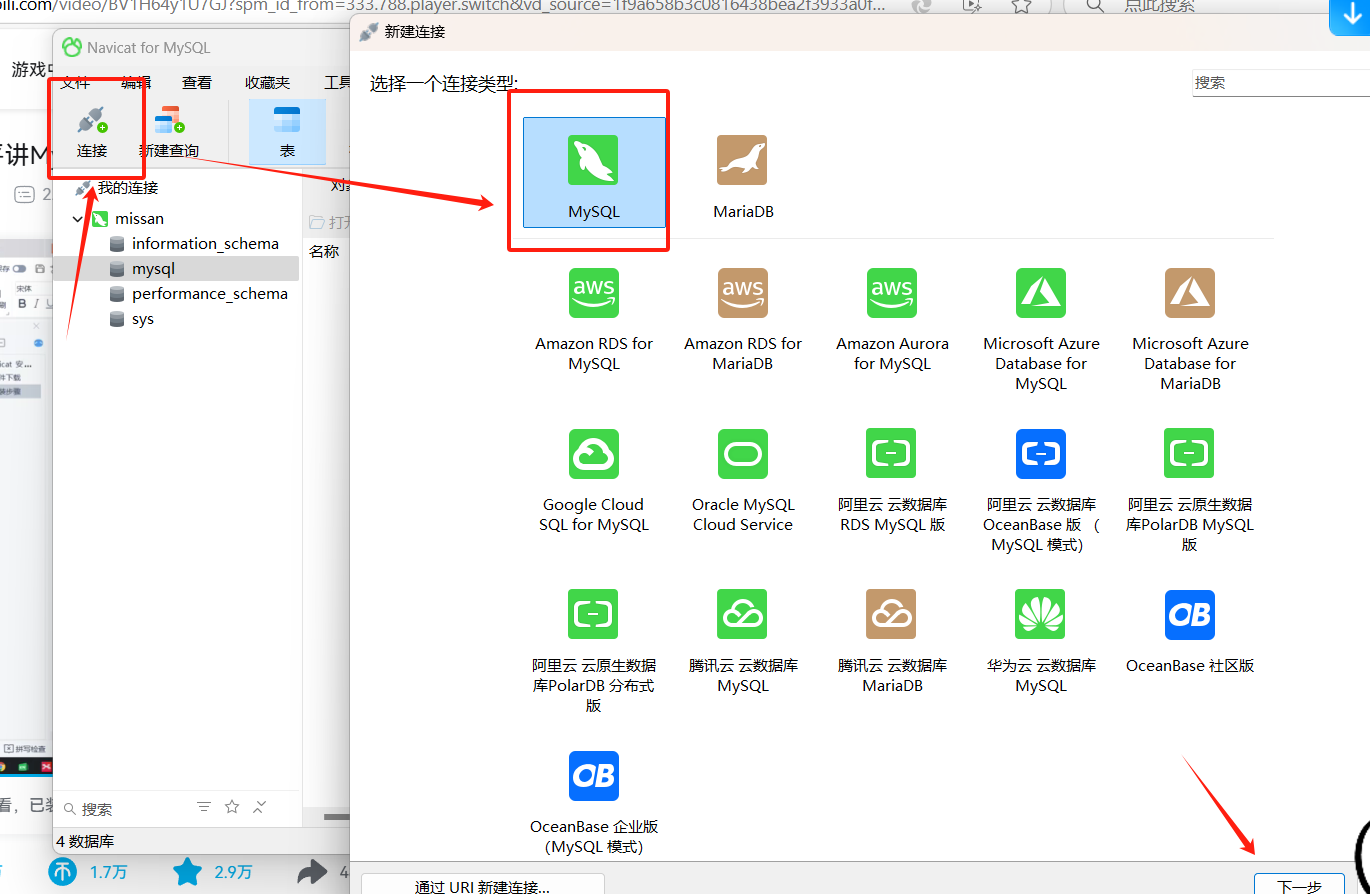 bili.com/video/BV1H64y1U7GJ?spm_id_from=333.788.player.switch&vd_source=1f9a658b3c0816438bea2f3933a0f...
点此搜索
游戏
Navicat for MySQL
文件 编辑 查看 收藏夹 工具
连接
新建查询
表
我的连接
missan
information_schema
mysql
performance_schema
sys
打开
名称
搜索
4 数据库
1.7万
2.9万
宋体
B I U
拼写检查
新建连接
选择一个连接类型:
搜索
MySQL
MariaDB
aws
aws
aws
Amazon RDS for
MySQL
Amazon RDS for
MariaDB
Amazon Aurora
for MySQL
Microsoft Azure
Database for
MySQL
Microsoft Azure
Database for
MariaDB
Google Cloud
SQL for MySQL
Oracle MySQL
Cloud Service
阿里云 云数据库
RDS MySQL 版
阿里云 云数据库
OceanBase 版 （
MySQL 模式)
阿里云 云原生数据
库PolarDB MySQL
版
阿里云 云原生数据
库PolarDB 分布式
版
腾讯云 云数据库
MySQL
腾讯云 云数据库
MariaDB
华为云 云数据库
MySQL
OB
OceanBase 社区版
OB
OceanBase 企业版
(MySQL 模式)
通过 URI 新建连接...
下一步